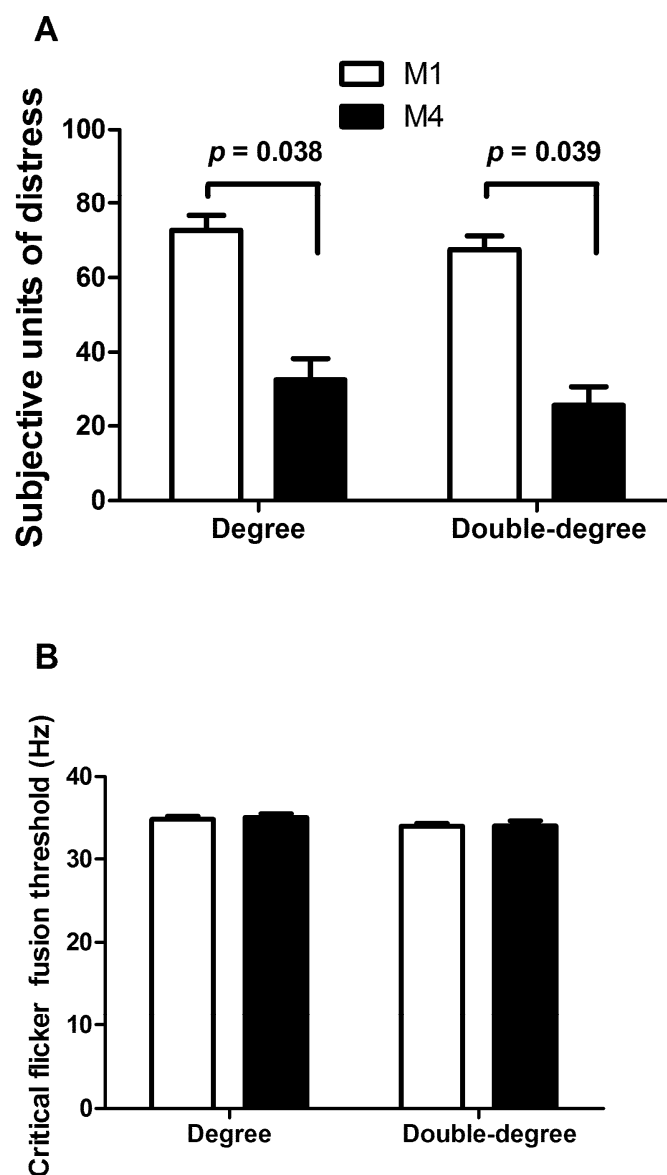 A
M1
M4
Subjective units of distress
100
80
60
40
20
0
p = 0.038
p = 0.039
Degree
Double-degree
B
Critical flicker fusion threshold (Hz)
40
30
20
10
0
Degree
Double-degree